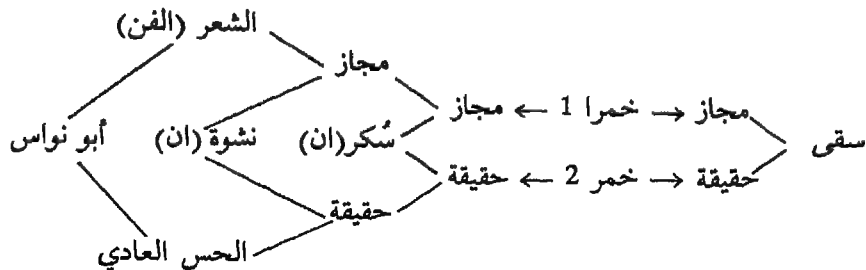 الشعر (الفن)
مجاز
مجاز ← خمرا 1 → مجاز
سقى
سُكر(ان)
نشوة (ان)
أبو نواس
حقيقة ← خمر 2 → حقيقة
حقيقة
الحس العادي